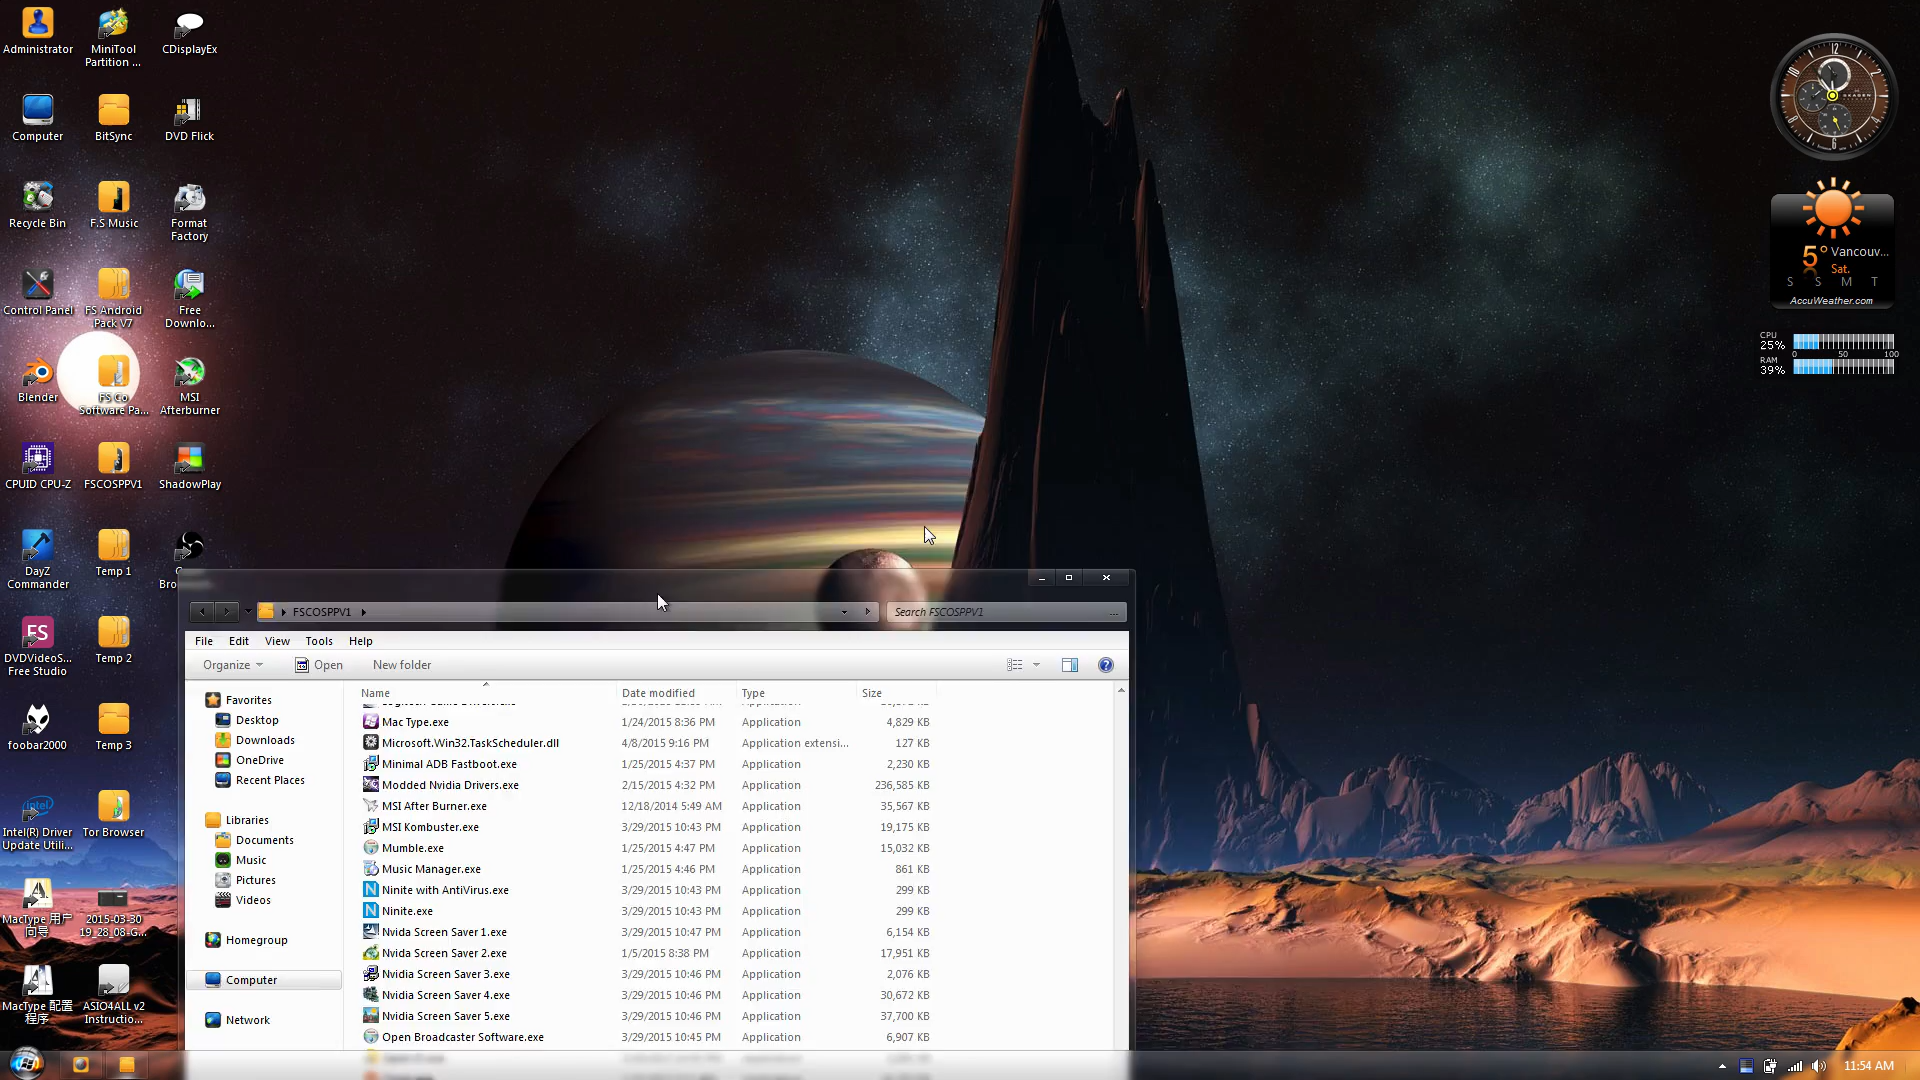 Administrator
MiniTool
Partition ...
CDisplayEx
Computer
BitSync
DVD Flick
Recycle Bin
F.S Music
Format
Factory
Control Panel
FS Android
Pack V7
Free
Downlo...
Blender
FS Co
Software Pa...
MSI
Afterburner
CPUID CPU-Z
FSCOSPPV1
ShadowPlay
DayZ
Commander
Temp 1
DVDVideoS...
Free Studio
Temp 2
foobar2000
Temp 3
Intel(R) Driver
Update Utili...
Tor Browser
MacType 用户
向导
2015-03-30
19_28_08-G...
MacType 配置
程序
ASIO4ALL v2
Instructio...
5° Vancouv...
Sat.
S S M T
AccuWeather.com
CPU
25%
0 50 100
RAM
39%
FSCOSPPV1
Search FSCOSPPV1
File Edit View Tools Help
Organize Open New folder
Favorites
Desktop
Downloads
OneDrive
Recent Places
Libraries
Documents
Music
Pictures
Videos
Homegroup
Computer
Network
Name Date modified Type Size
Mac Type.exe 1/24/2015 8:36 PM Application 4,829 KB
Microsoft.Win32.TaskScheduler.dll 4/8/2015 9:16 PM Application extensi... 127 KB
Minimal ADB Fastboot.exe 1/25/2015 4:37 PM Application 2,230 KB
Modded Nvidia Drivers.exe 2/15/2015 4:32 PM Application 236,585 KB
MSI After Burner.exe 12/18/2014 5:49 AM Application 35,567 KB
MSI Kombuster.exe 3/29/2015 10:43 PM Application 19,175 KB
Mumble.exe 1/25/2015 4:47 PM Application 15,032 KB
Music Manager.exe 1/25/2015 4:46 PM Application 861 KB
Ninite with AntiVirus.exe 3/29/2015 10:43 PM Application 299 KB
Ninite.exe 3/29/2015 10:43 PM Application 299 KB
Nvida Screen Saver 1.exe 3/29/2015 10:47 PM Application 6,154 KB
Nvida Screen Saver 2.exe 1/5/2015 8:38 PM Application 17,951 KB
Nvidia Screen Saver 3.exe 3/29/2015 10:46 PM Application 2,076 KB
Nvidia Screen Saver 4.exe 3/29/2015 10:46 PM Application 30,672 KB
Nvidia Screen Saver 5.exe 3/29/2015 10:46 PM Application 37,700 KB
Open Broadcaster Software.exe 3/29/2015 10:45 PM Application 6,907 KB
11:54 AM